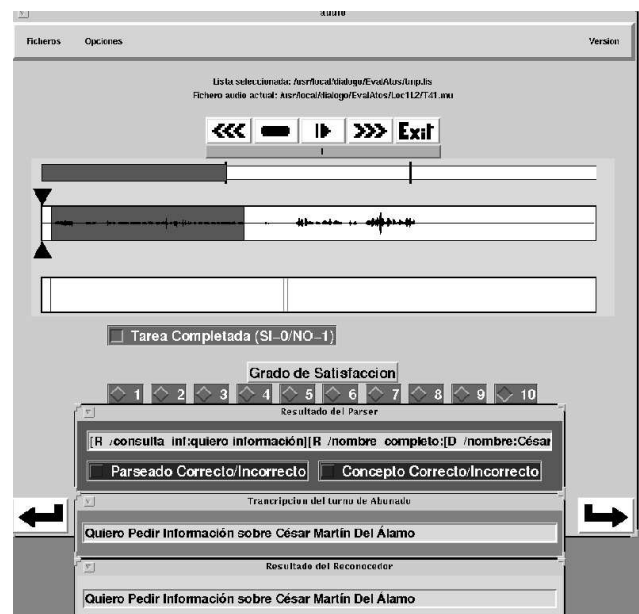 audio
Ficheros Opciones Version
Lista seleccionada: /usr/local/dialogo/EvalAtos/tmp.lis
Fichero audio actual: /usr/local/dialogo/EvalAtos/Loc1L2/T41.mu
<<< >>> Exit
Tarea Completada (SI-0/NO-1)
Grado de Satisfaccion
1 2 3 4 5 6 7 8 9 10
Resultado del Parser
[R /consulta_inf:quiero información][R /nombre_completo:[D /nombre:César
Parseado Correcto/Incorrecto Concepto Correcto/Incorrecto
Trancripcion del turno de Abonado
Quiero Pedir Información sobre César Martín Del Álamo
Resultado del Reconocedor
Quiero Pedir Información sobre César Martín Del Álamo